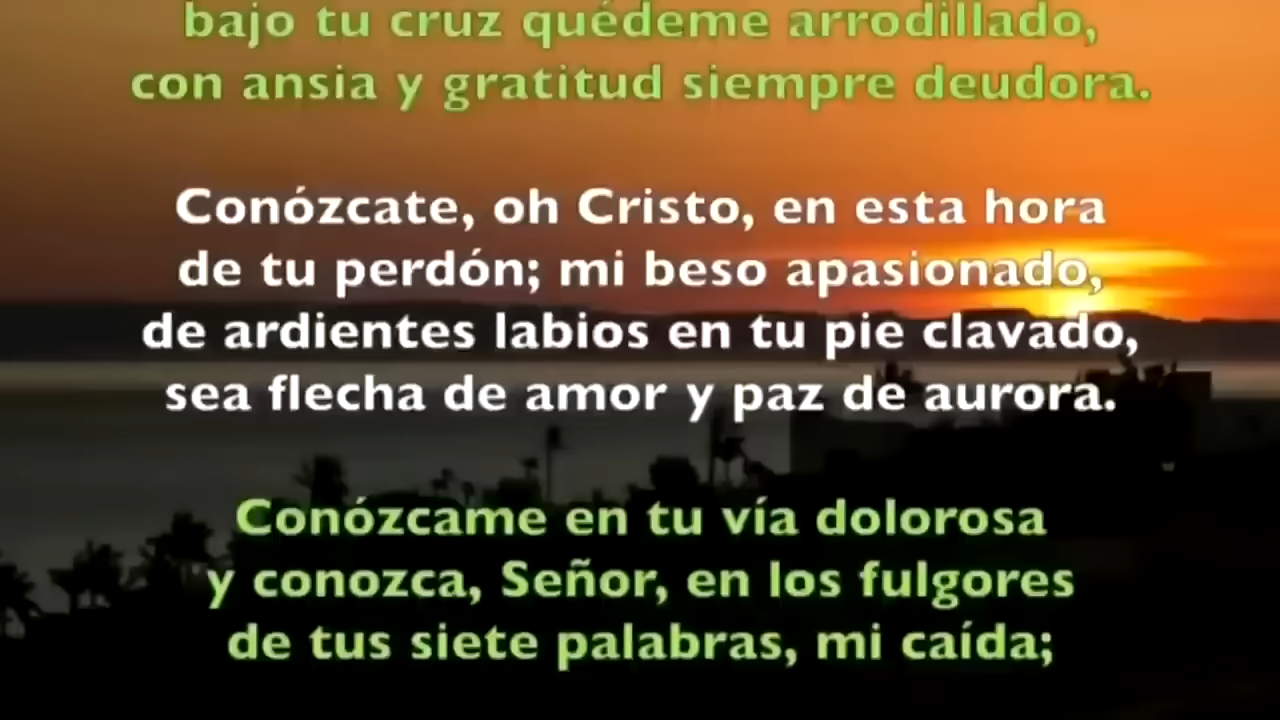 bajo tu cruz quédeme arrodillado,
con ansia y gratitud siempre deudora.
Conózcate, oh Cristo, en esta hora
de tu perdón; mi beso apasionado,
de ardientes labios en tu pie clavado,
sea flecha de amor y paz de aurora.
Conózcame en tu vía dolorosa
y conozca, Señor, en los fulgores
de tus siete palabras, mi caída;